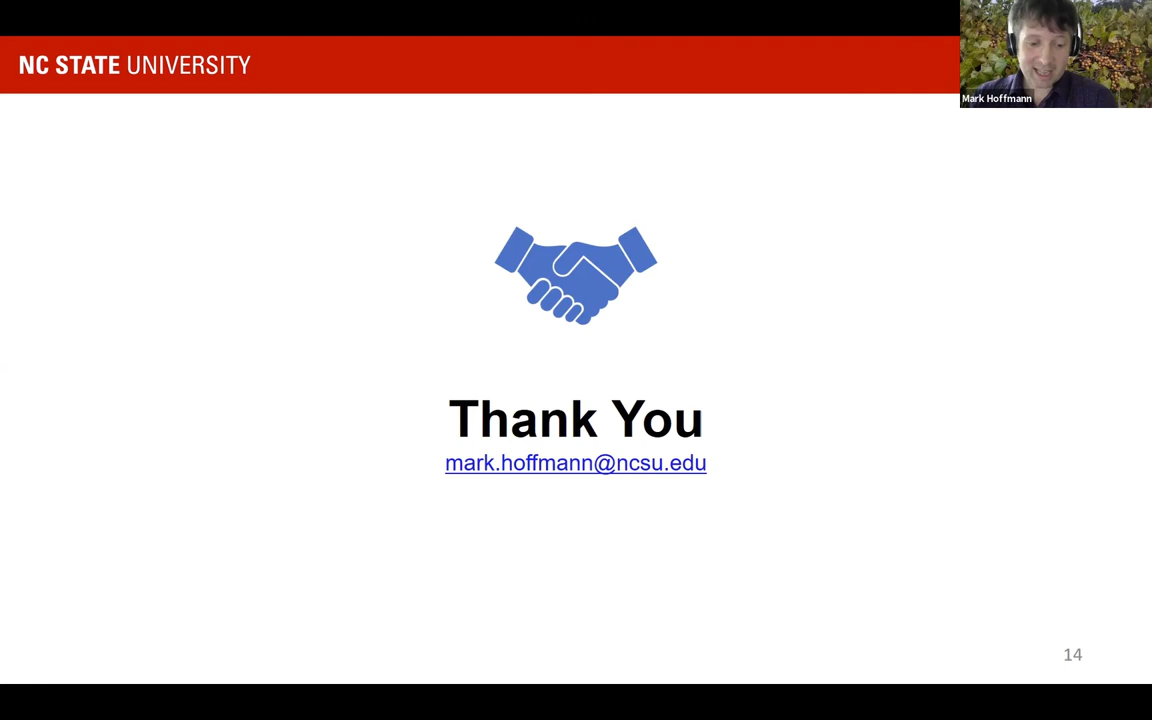 NC STATE UNIVERSITY
Mark Hoffmann
Thank You
mark.hoffmann@ncsu.edu
14